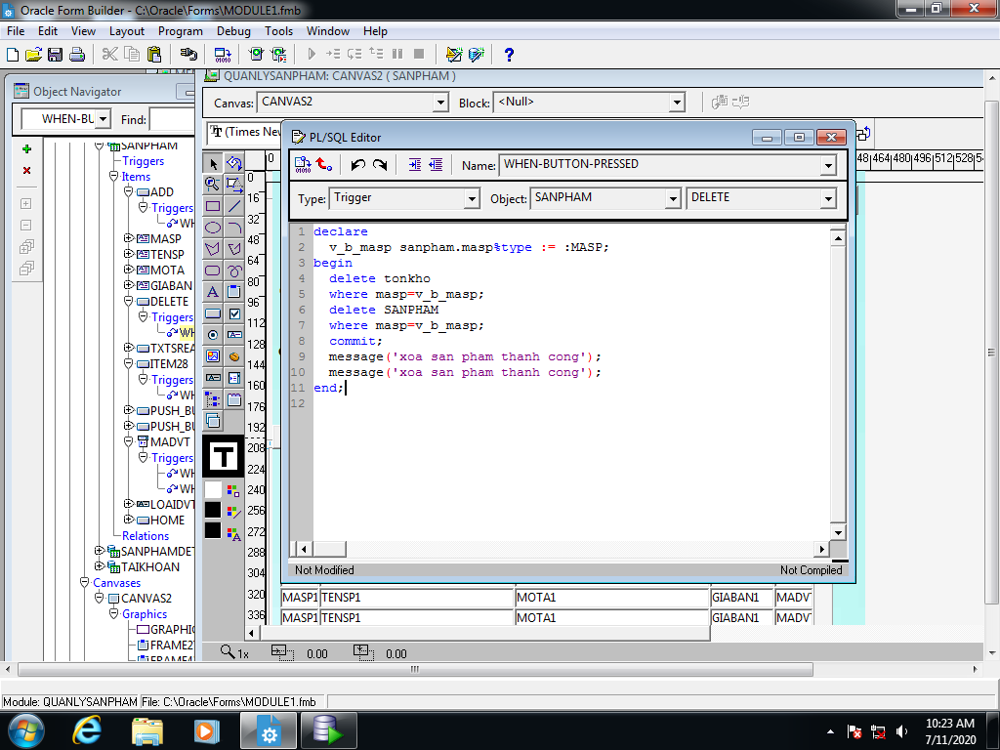 Oracle Form Builder - C:\Oracle\Forms\MODULE1.fmb
File Edit View Layout Program Debug Tools Window Help
Object Navigator
WHEN-BU
Find:
SANPHAM
Triggers
Items
ADD
Triggers
WH
MASP
TENSP
MOTA
GIABAN
DELETE
Triggers
WH
TXTSREA
ITEM28
Triggers
WH
PUSH_BU
PUSH_BU
MADVT
Triggers
WH
WH
LOAIDVT
HOME
Relations
SANPHAMDET
TAIKHOAN
Canvases
CANVAS2
Graphics
GRAPHIC
FRAME27
QUANLYSANPHAM: CANVAS2 ( SANPHAM )
Canvas: CANVAS2 Block: <Null>
(Times New
0
448 464 480 496 512 528 54
0
16
32
48
64
80
96
112
128
144
160
176
192
208
224
240
256
272
288
304
320
336
PL/SQL Editor
Name: WHEN-BUTTON-PRESSED
Type: Trigger Object: SANPHAM DELETE
1 declare
2 v_b_masp sanpham.masp%type := :MASP;
3 begin
4 delete tonkho
5 where masp=v_b_masp;
6 delete SANPHAM
7 where masp=v_b_masp;
8 commit;
9 message('xoa san pham thanh cong');
10 message('xoa san pham thanh cong');
11 end;
12
Not Modified Not Compiled
MASP1 TENSP1 MOTA1 GIABAN1 MADVT
MASP1 TENSP1 MOTA1 GIABAN1 MADVT
1x 0.00 0.00
Module: QUANLYSANPHAM File: C:\Oracle\Forms\MODULE1.fmb
10:23 AM
7/11/2020